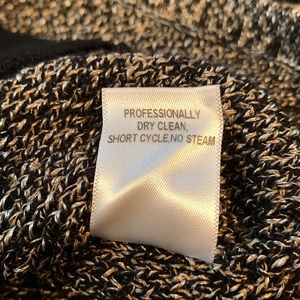 PROFESSIONALLY
DRY CLEAN,
SHORT CYCLE,NO STEAM